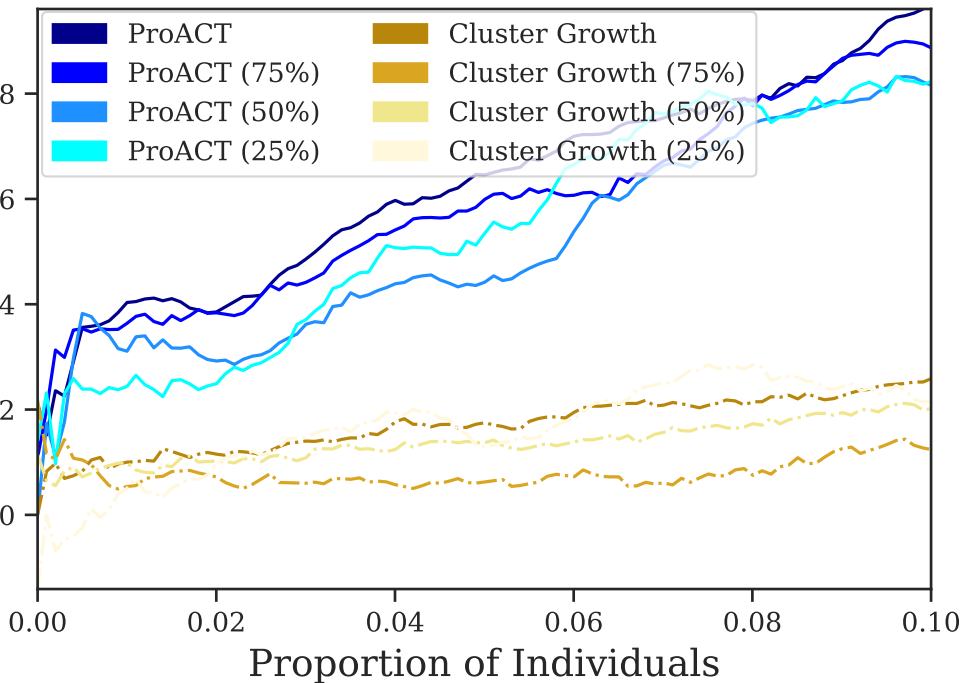 ProACT Cluster Growth
ProACT (75%) Cluster Growth (75%)
ProACT (50%) Cluster Growth (50%)
ProACT (25%) Cluster Growth (25%)
8
6
4
2
0
0.00 0.02 0.04 0.06 0.08 0.10
Proportion of Individuals